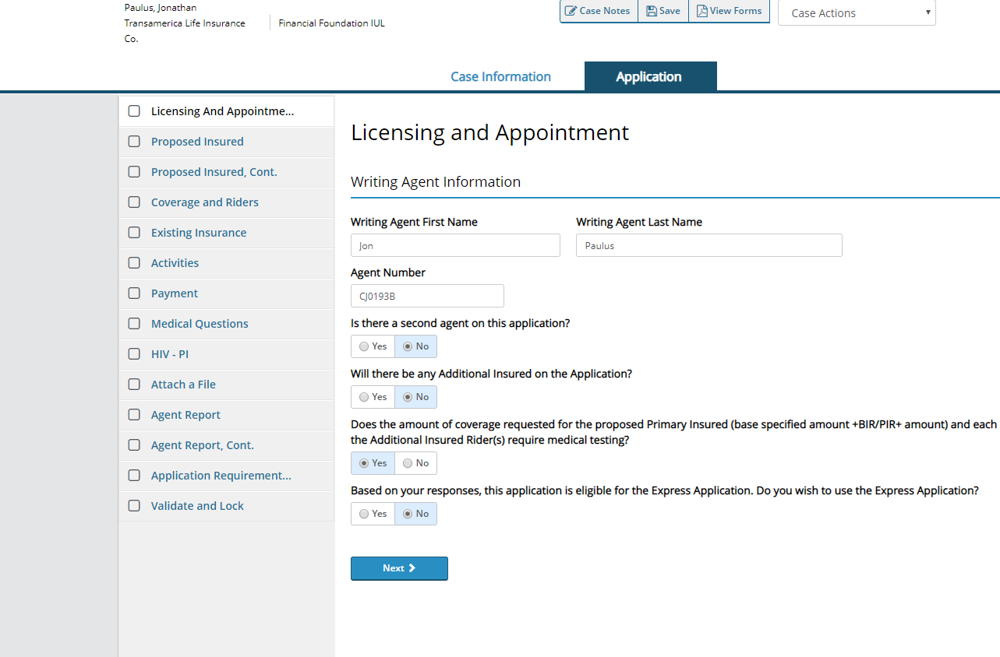 Paulus, Jonathan
Transamerica Life Insurance Co.
Financial Foundation IUL
Case Notes
Save
View Forms
Case Actions
Case Information
Application
Licensing And Appointme...
Proposed Insured
Proposed Insured, Cont.
Coverage and Riders
Existing Insurance
Activities
Payment
Medical Questions
HIV - PI
Attach a File
Agent Report
Agent Report, Cont.
Application Requirement...
Validate and Lock
Licensing and Appointment
Writing Agent Information
Writing Agent First Name
Writing Agent Last Name
Jon
Paulus
Agent Number
CJ0193B
Is there a second agent on this application?
Yes No
Will there be any Additional Insured on the Application?
Yes No
Does the amount of coverage requested for the proposed Primary Insured (base specified amount +BIR/PIR+ amount) and each
the Additional Insured Rider(s) require medical testing?
Yes No
Based on your responses, this application is eligible for the Express Application. Do you wish to use the Express Application?
Yes No
Next